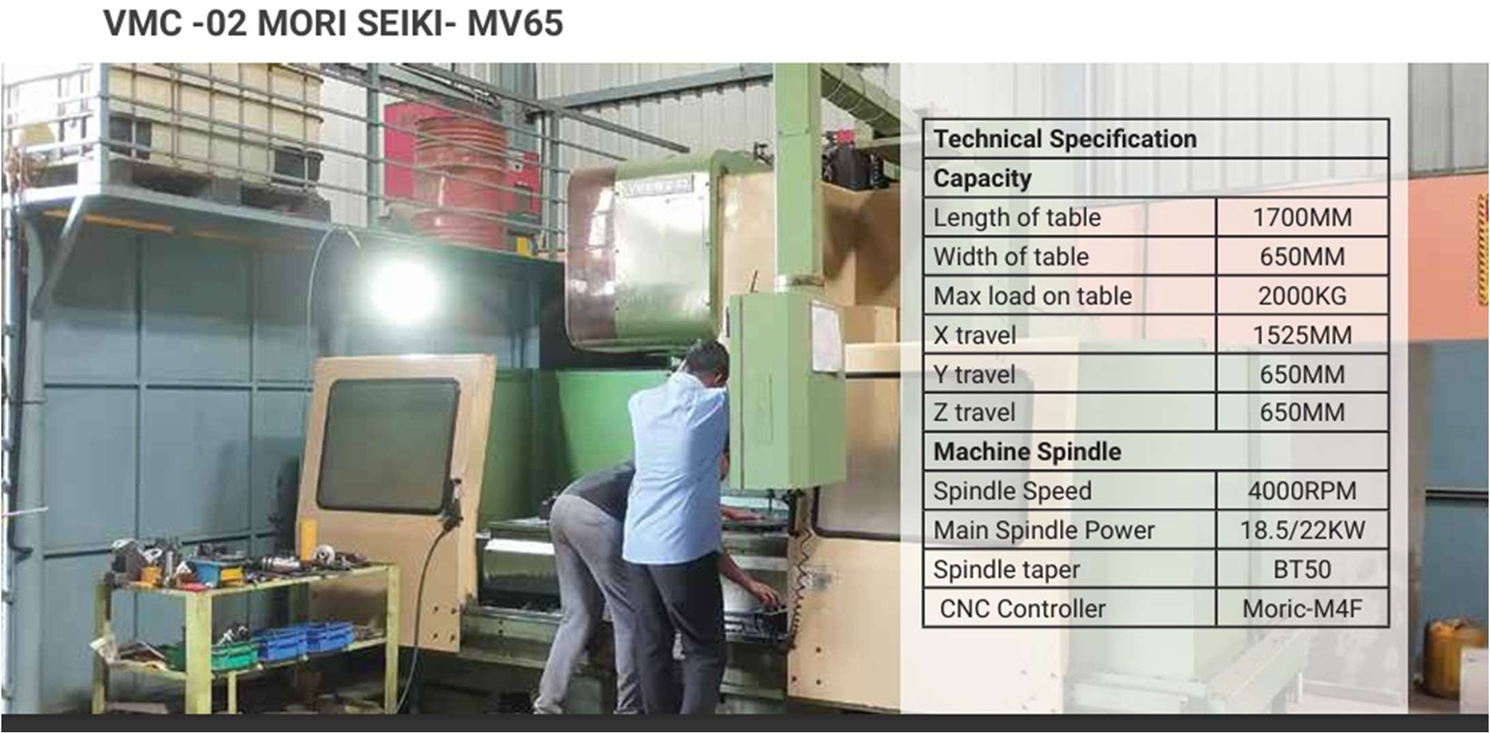 VMC -02 MORI SEIKI- MV65
Technical Specification
Capacity
Length of table 1700MM
Width of table 650MM
Max load on table 2000KG
X travel 1525MM
Y travel 650MM
Z travel 650MM
Machine Spindle
Spindle Speed 4000RPM
Main Spindle Power 18.5/22KW
Spindle taper BT50
CNC Controller Moric-M4F